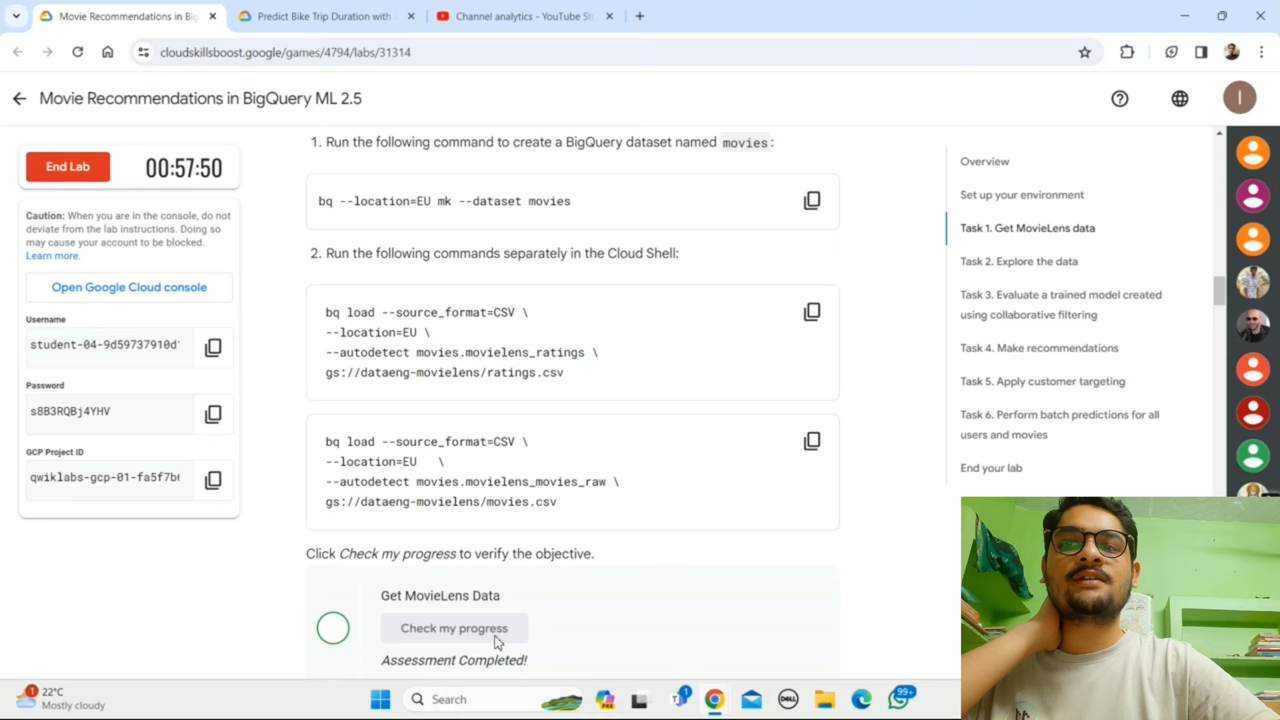 Movie Recommendations in Big
Predict Bike Trip Duration with
Channel analytics - YouTube St
cloudskillsboost.google/games/4794/labs/31314
Movie Recommendations in BigQuery ML 2.5
I
End Lab
00:57:50
Caution: When you are in the console, do not
deviate from the lab instructions. Doing so
may cause your account to be blocked.
Learn more.
Open Google Cloud console
Username
student-04-9d59737910d
Password
s8B3RQBj4YHV
GCP Project ID
qwiklabs-gcp-01-fa5f7b
1. Run the following command to create a BigQuery dataset named movies:
bq --location=EU mk --dataset movies
2. Run the following commands separately in the Cloud Shell:
bq load --source_format=CSV \
--location=EU \
--autodetect movies.movielens_ratings \
gs://dataeng-movielens/ratings.csv
bq load --source_format=CSV \
--location=EU \
--autodetect movies.movielens_movies_raw \
gs://dataeng-movielens/movies.csv
Click Check my progress to verify the objective.
Get MovieLens Data
Check my progress
Assessment Completed!
Overview
Set up your environment
Task 1. Get MovieLens data
Task 2. Explore the data
Task 3. Evaluate a trained model created
using collaborative filtering
Task 4. Make recommendations
Task 5. Apply customer targeting
Task 6. Perform batch predictions for all
users and movies
End your lab
1
22°C
Mostly cloudy
Search
PRE
1
DELL
99+